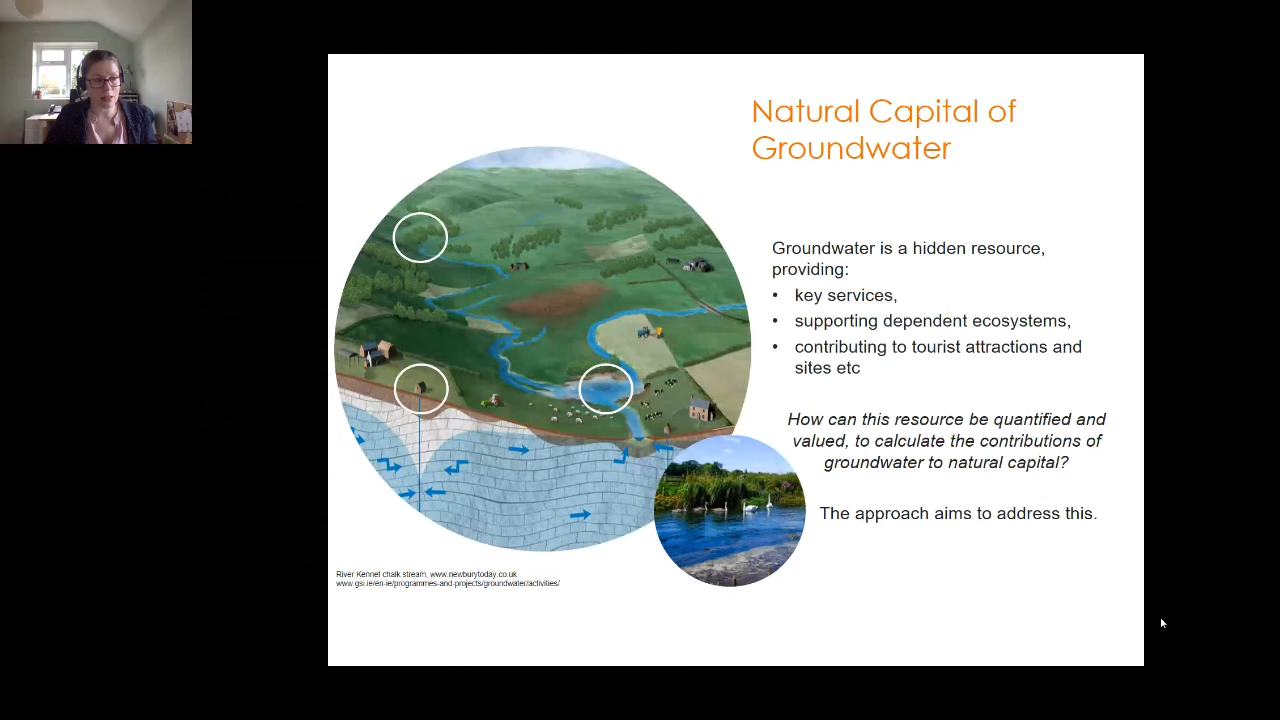 Natural Capital of
Groundwater
Groundwater is a hidden resource,
providing:
• key services,
• supporting dependent ecosystems,
• contributing to tourist attractions and
sites etc
How can this resource be quantified and
valued, to calculate the contributions of
groundwater to natural capital?
The approach aims to address this.
River Kennet chalk stream, www.newburytoday.co.uk
www.gsi.ie/en-ie/programmes-and-projects/groundwater/activities/